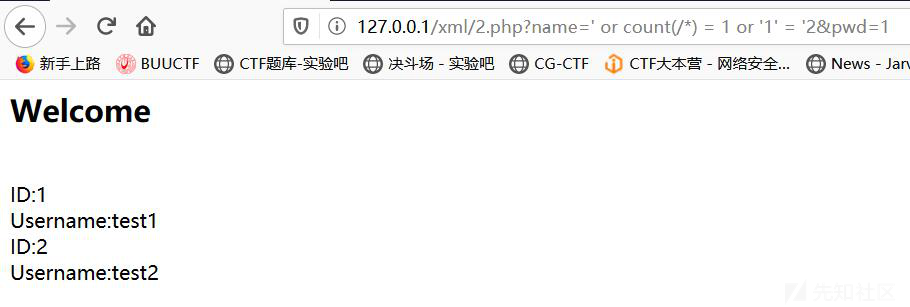 127.0.0.1/xml/2.php?name=' or count(/*) = 1 or '1' = '2&pwd=1
新手上路 BUUCTF CTF题库-实验吧 决斗场 - 实验吧 CG-CTF CTF大本营 - 网络安全... News - Jarv
Welcome
ID:1
Username:test1
ID:2
Username:test2
先知社区